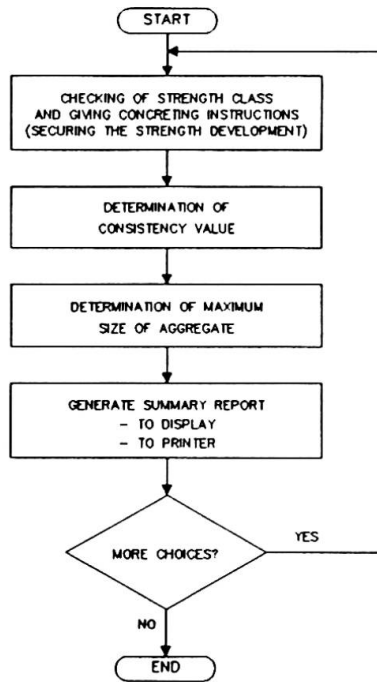 START
CHECKING OF STRENGTH CLASS
AND GIVING CONCRETING INSTRUCTIONS
(SECURING THE STRENGTH DEVELOPMENT)
DETERMINATION OF
CONSISTENCY VALUE
DETERMINATION OF MAXIMUM
SIZE OF AGGREGATE
GENERATE SUMMARY REPORT
- TO DISPLAY
- TO PRINTER
YES
MORE CHOICES?
NO
END